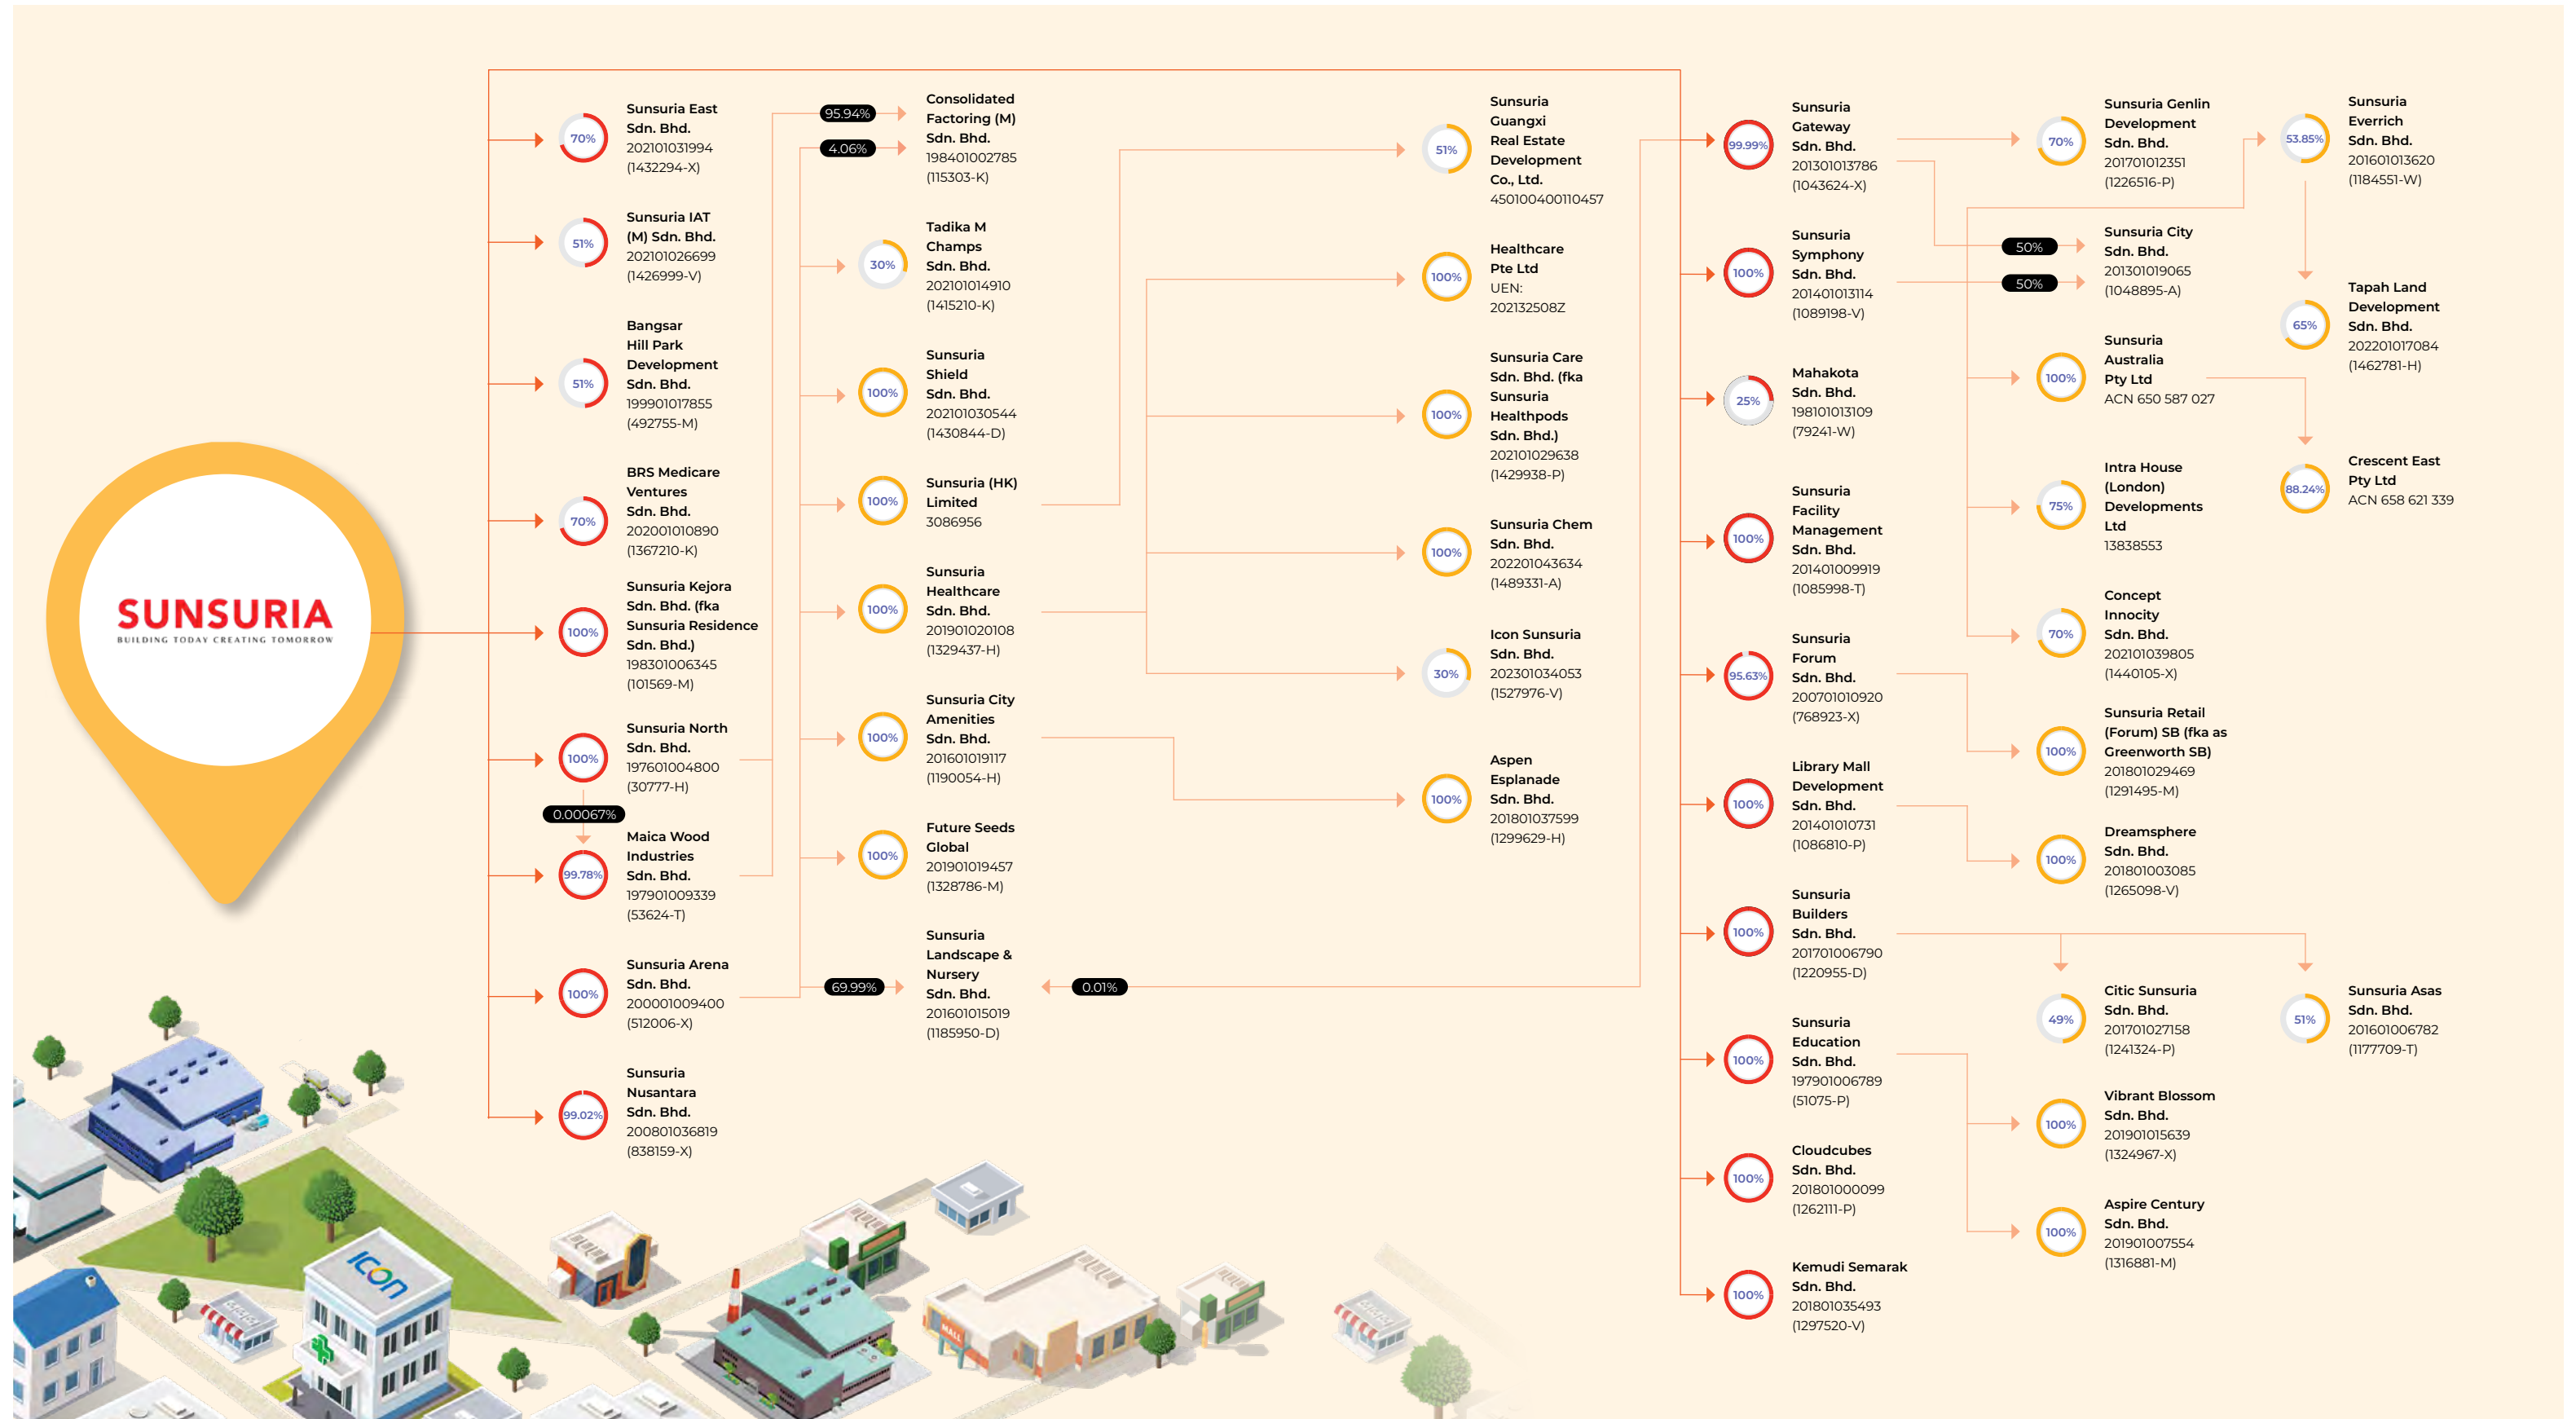 SUNSURIA
BUILDING TODAY CREATING TOMORROW
70%
Sunsuria East
Sdn. Bhd.
202101031994
(1432294-X)
51%
Sunsuria IAT
(M) Sdn. Bhd.
202101026699
(1426999-V)
51%
Bangsar
Hill Park
Development
Sdn. Bhd.
199901017855
(492755-M)
70%
BRS Medicare
Ventures
Sdn. Bhd.
202001010890
(1367210-K)
100%
Sunsuria Kejora
Sdn. Bhd. (fka
Sunsuria Residence
Sdn. Bhd.)
198301006345
(101569-M)
100%
Sunsuria North
Sdn. Bhd.
197601004800
(30777-H)
0.00067%
99.78%
Maica Wood
Industries
Sdn. Bhd.
197901009339
(53624-T)
100%
Sunsuria Arena
Sdn. Bhd.
200001009400
(512006-X)
99.02%
Sunsuria
Nusantara
Sdn. Bhd.
200801036819
(838159-X)
95.94%
4.06%
Consolidated
Factoring (M)
Sdn. Bhd.
198401002785
(115303-K)
30%
Tadika M
Champs
Sdn. Bhd.
202101014910
(1415210-K)
100%
Sunsuria
Shield
Sdn. Bhd.
202101030544
(1430844-D)
100%
Sunsuria (HK)
Limited
3086956
100%
Sunsuria
Healthcare
Sdn. Bhd.
201901020108
(1329437-H)
100%
Sunsuria City
Amenities
Sdn. Bhd.
201601019117
(1190054-H)
100%
Future Seeds
Global
201901019457
(1328786-M)
69.99%
Sunsuria
Landscape &
Nursery
Sdn. Bhd.
201601015019
(1185950-D)
0.01%
51%
Sunsuria
Guangxi
Real Estate
Development
Co., Ltd.
450100400110457
100%
Healthcare
Pte Ltd
UEN:
202132508Z
100%
Sunsuria Care
Sdn. Bhd. (fka
Sunsuria
Healthpods
Sdn. Bhd.)
202101029638
(1429938-P)
100%
Sunsuria Chem
Sdn. Bhd.
202201043634
(1489331-A)
30%
Icon Sunsuria
Sdn. Bhd.
202301034053
(1527976-V)
100%
Aspen
Esplanade
Sdn. Bhd.
201801037599
(1299629-H)
99.99%
Sunsuria
Gateway
Sdn. Bhd.
201301013786
(1043624-X)
100%
Sunsuria
Symphony
Sdn. Bhd.
201401013114
(1089198-V)
25%
Mahakota
Sdn. Bhd.
198101013109
(79241-W)
100%
Sunsuria
Facility
Management
Sdn. Bhd.
201401009919
(1085998-T)
95.63%
Sunsuria
Forum
Sdn. Bhd.
200701010920
(768923-X)
100%
Library Mall
Development
Sdn. Bhd.
201401010731
(1086810-P)
100%
Sunsuria
Builders
Sdn. Bhd.
201701006790
(1220955-D)
100%
Sunsuria
Education
Sdn. Bhd.
197901006789
(51075-P)
100%
Cloudcubes
Sdn. Bhd.
201801000099
(1262111-P)
100%
Kemudi Semarak
Sdn. Bhd.
201801035493
(1297520-V)
70%
Sunsuria Genlin
Development
Sdn. Bhd.
201701012351
(1226516-P)
50%
50%
Sunsuria City
Sdn. Bhd.
201301019065
(1048895-A)
100%
Sunsuria
Australia
Pty Ltd
ACN 650 587 027
75%
Intra House
(London)
Developments
Ltd
13838553
70%
Concept
Innocity
Sdn. Bhd.
202101039805
(1440105-X)
100%
Sunsuria Retail
(Forum) SB (fka as
Greenworth SB)
201801029469
(1291495-M)
100%
Dreamsphere
Sdn. Bhd.
201801003085
(1265098-V)
49%
Citic Sunsuria
Sdn. Bhd.
201701027158
(1241324-P)
100%
Vibrant Blossom
Sdn. Bhd.
201901015639
(1324967-X)
100%
Aspire Century
Sdn. Bhd.
201901007554
(1316881-M)
53.85%
Sunsuria
Everrich
Sdn. Bhd.
201601013620
(1184551-W)
65%
Tapah Land
Development
Sdn. Bhd.
202201017084
(1462781-H)
88.24%
Crescent East
Pty Ltd
ACN 658 621 339
51%
Sunsuria Asas
Sdn. Bhd.
201601006782
(1177709-T)
icon
MALL